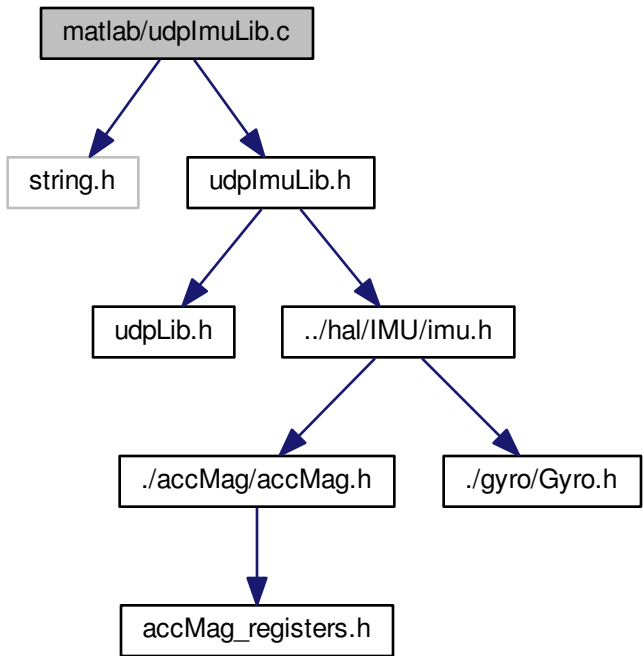 matlab/udpImuLib.c
string.h
udpImuLib.h
udpLib.h
../hal/IMU/imu.h
./accMag/accMag.h
./gyro/Gyro.h
accMag_registers.h